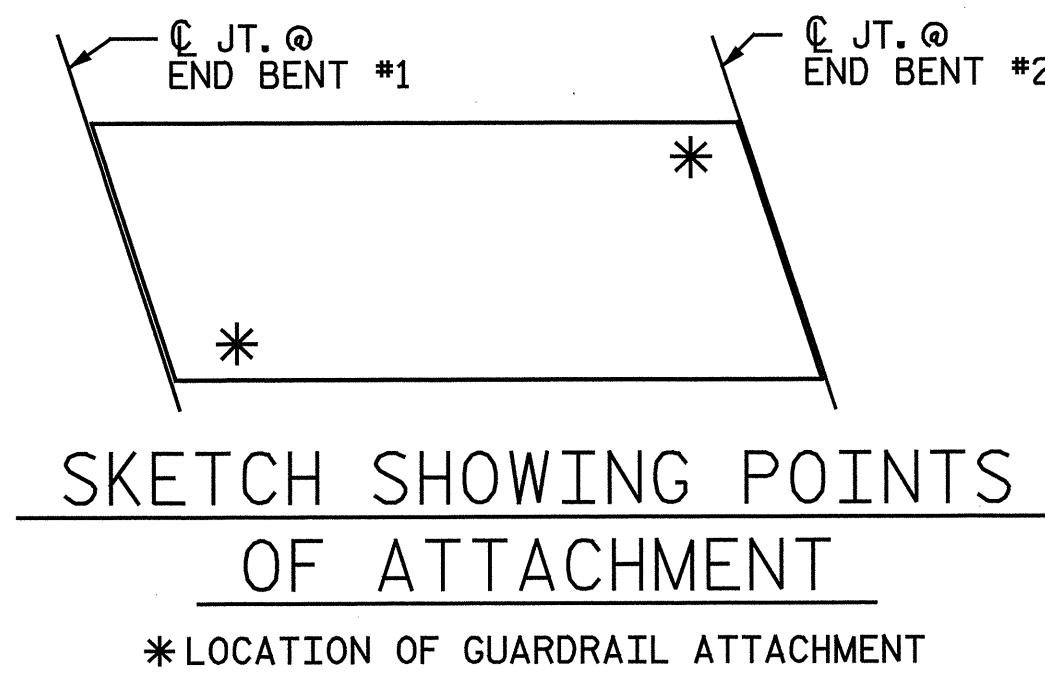 ℄ JT. @
END BENT #1
℄ JT. @
END BENT #2
SKETCH SHOWING POINTS
OF ATTACHMENT
* LOCATION OF GUARDRAIL ATTACHMENT